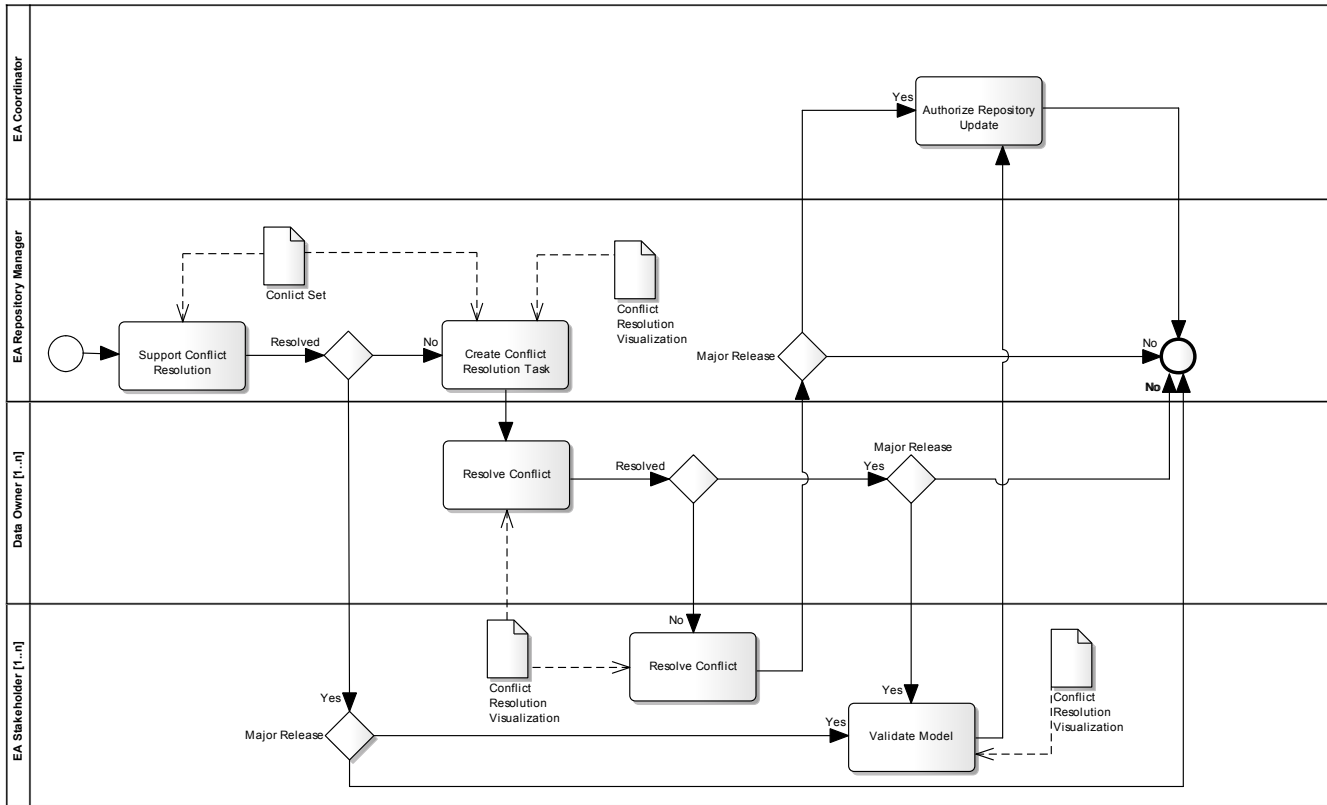 EA Coordinator
Yes
Authorize Repository
Update
EA Repository Manager
Conlict Set
Conflict
Resolution
Visualization
Support Conflict
Resolution
Resolved
No
Create Conflict
Resolution Task
Major Release
No
No
Data Owner [1..n]
Resolve Conflict
Resolved
Major Release
Yes
EA Stakeholder [1..n]
No
Resolve Conflict
Conflict
Resolution
Visualization
Yes
Major Release
Yes
Yes
Validate Model
Conflict
Resolution
Visualization